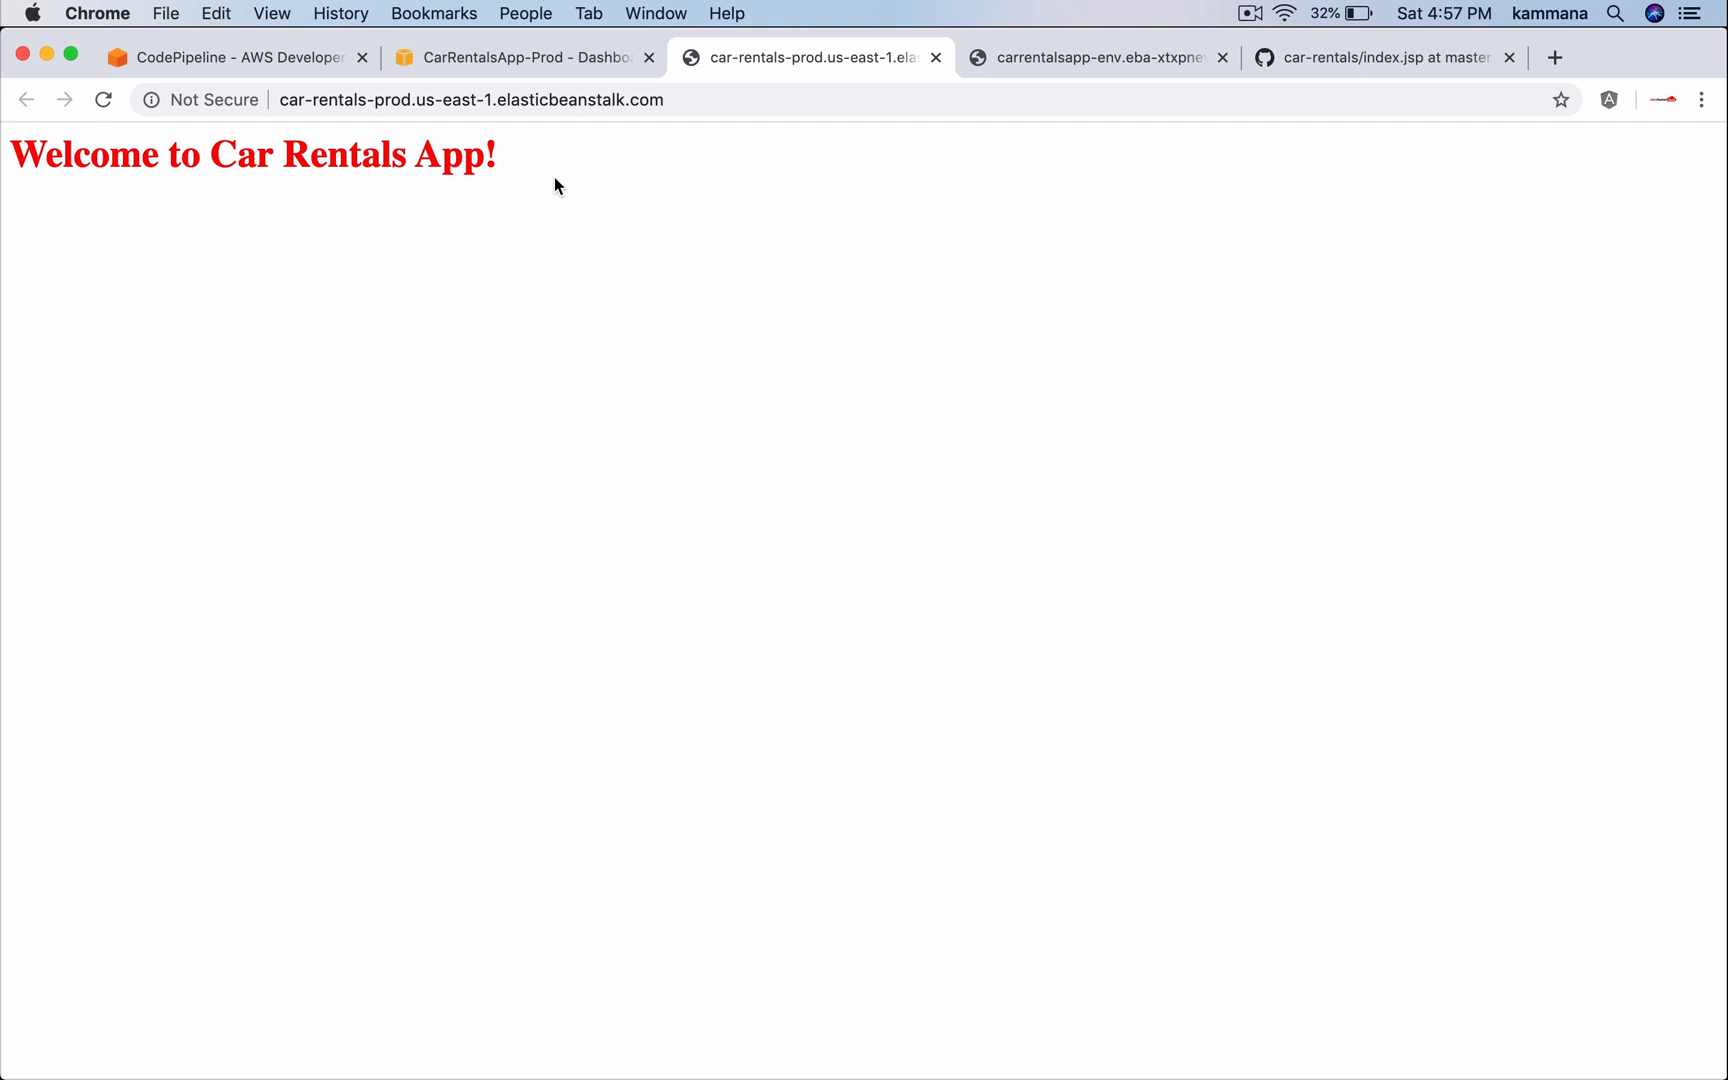 Chrome File Edit View History Bookmarks People Tab Window Help 32% Sat 4:57 PM kammana
CodePipeline - AWS Developer CarRentalsApp-Prod - Dashbo car-rentals-prod.us-east-1.ela carrentalsapp-env.eba-xtxpne car-rentals/index.jsp at master
Not Secure car-rentals-prod.us-east-1.elasticbeanstalk.com
Welcome to Car Rentals App!